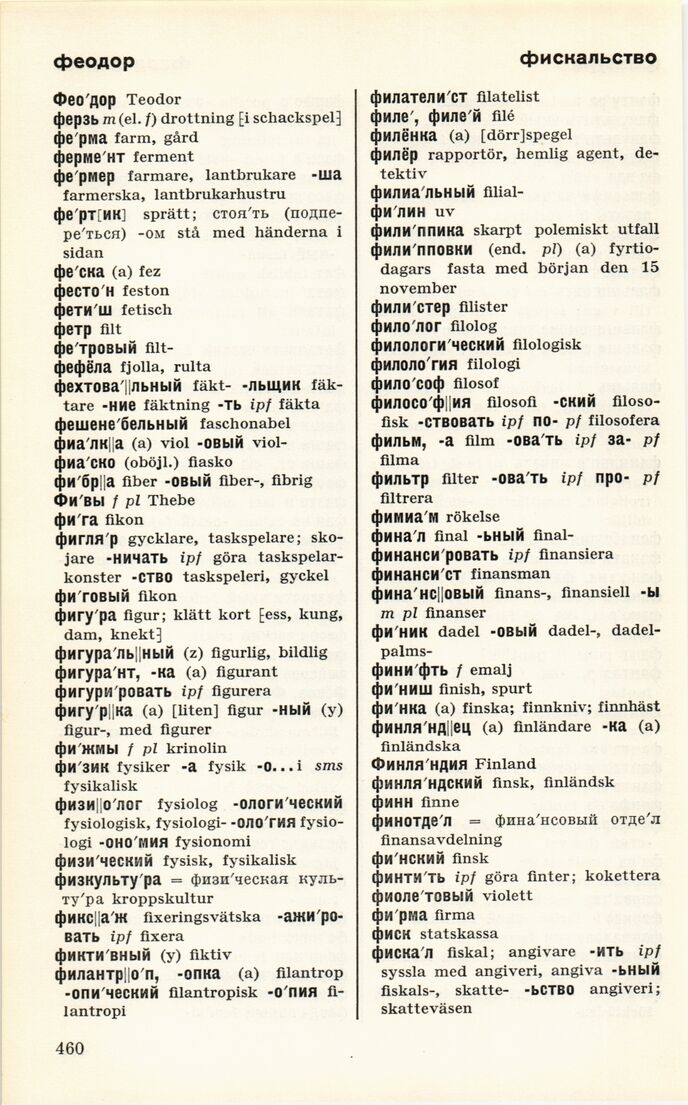 феодор
фискальство
Фео'дор Teodor
ферзь m (el. f) drottning [i schackspel]
фе'рма farm, gård
ферме'нт ferment
фе'рмер farmare, lantbrukare -ша
farmerska, lantbrukarhustru
фе'рт[ик] sprätt; стоя'ть (подпе-
ре'ться) -ом stå med händerna i
sidan
фе'ска (a) fez
фесто'н feston
фети'ш fetisch
фетр filt
фе'тровый filt-
фефёла fjolla, rulta
фехтова'||льный fäkt- -льщик fäk-
tare -ние fäktning -ть ipf fäkta
фешене'бельный faschonabel
фиа'лк||а (a) viol -овый viol-
фиа'ско (oböjl.) fiasko
фи'бр||а fiber -овый fiber-, fibrig
Фи'вы f pl Thebe
фи'га fikon
фигля'р gycklare, taskspelare; sko-
jare -ничать ipf göra taskspelar-
konster -ство taskspeleri, gyckel
фи'говый fikon
фигу'ра figur; klätt kort [ess, kung,
dam, knekt]
фигура'ль||ный (z) figurlig, bildlig
фигура'нт, -ка (a) figurant
фигури'ровать ipf figurera
фигу'р||ка (a) [liten] figur -ный (y)
figur-, med figurer
фи'жмы f pl krinolin
фи'зик fysiker -а fysik -о...i sms
fysikalisk
физи||о'лог fysiolog -ологи'ческий
fysiologisk, fysiologi- -оло'гия fysio-
logi -оно'мия fysionomi
физи'ческий fysisk, fysikalisk
физкульту'ра = физи'ческая куль-
ту'ра kroppskultur
фикс||а'ж fixeringsvätska -ажи'ро-
вать ipf fixera
фикти'вный (y) fiktiv
филантр||о'п, -опка (a) filantrop
-опи'ческий filantropisk -о'пия fi-
lantropi
460
филатели'ст filatelist
филе', филе'й filé
филёнка (a) [dörr]spegel
филёр rapportör, hemlig agent, de-
tektiv
филиа'льный filial-
фи'лин uv
фили'ппика skarpt polemiskt utfall
фили'пповки (end. pl) (a) fyrtio-
dagars fasta med början den 15
november
фили'стер filister
фило'лог filolog
филологи'ческий filologisk
филоло'гия filologi
фило'соф filosof
филосо'ф||ия filosofi -ский filoso-
fisk -ствовать ipf по- pf filosofera
фильм, -а film -ова'ть ipf за- pf
filma
фильтр filter -ова'ть ipf про- pf
filtrera
фимиа'м rökelse
фина'л final -ьный final-
финанси'ровать ipf finansiera
финанси'ст finansman
фина'нс||овый finans-, finansiell -ы
m pl finanser
фи'ник dadel -овый dadel-, dadel-
palms-
фини'фть f emalj
фи'ниш finish, spurt
фи'нка (a) finska; finnkniv; finnhäst
финля'нд||ец (a) finländare -ка (a)
finländska
Финля'ндия Finland
финля'ндский finsk, finländsk
финн finne
финотде'л = фина'нсовый отде'л
finansavdelning
фи'нский finsk
финти'ть ipf göra finter; kokettera
фиоле'товый violett
фи'рма firma
фиск statskassa
фиска'л fiskal; angivare -ить ipf
syssla med angiveri, angiva -ьный
fiskals-, skatte- -ьство angiveri;
skatteväsen